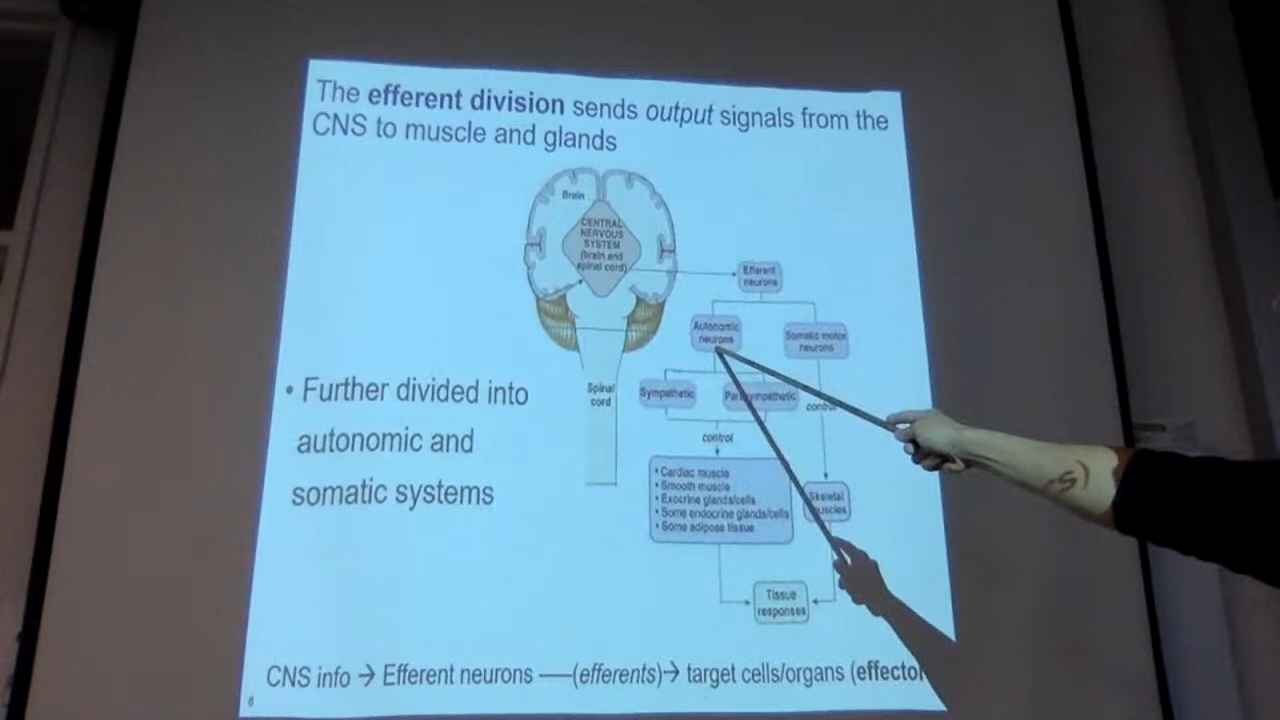 The efferent division sends output signals from the
CNS to muscle and glands
Brain
CENTRAL
NERVOUS
SYSTEM
(brain and
spinal cord)
Efferent
neurons
Autonomic
neurons
Somatic motor
neurons
Spinal
cord
Sympathetic
Parasympathetic
control
control
• Further divided into
autonomic and
somatic systems
• Cardiac muscle
• Smooth muscle
• Exocrine glands/cells
• Some endocrine glands/cells
• Some adipose tissue
Skeletal
muscles
Tissue
responses
CNS info → Efferent neurons —(efferents)→ target cells/organs (effector
6